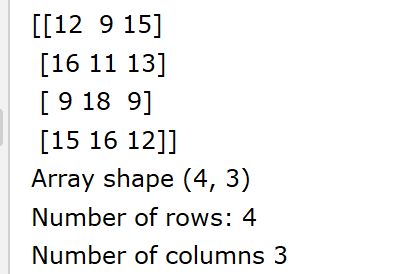 [[12  9 15]
 [16 11 13]
 [ 9 18  9]
 [15 16 12]]
Array shape (4, 3)
Number of rows: 4
Number of columns 3